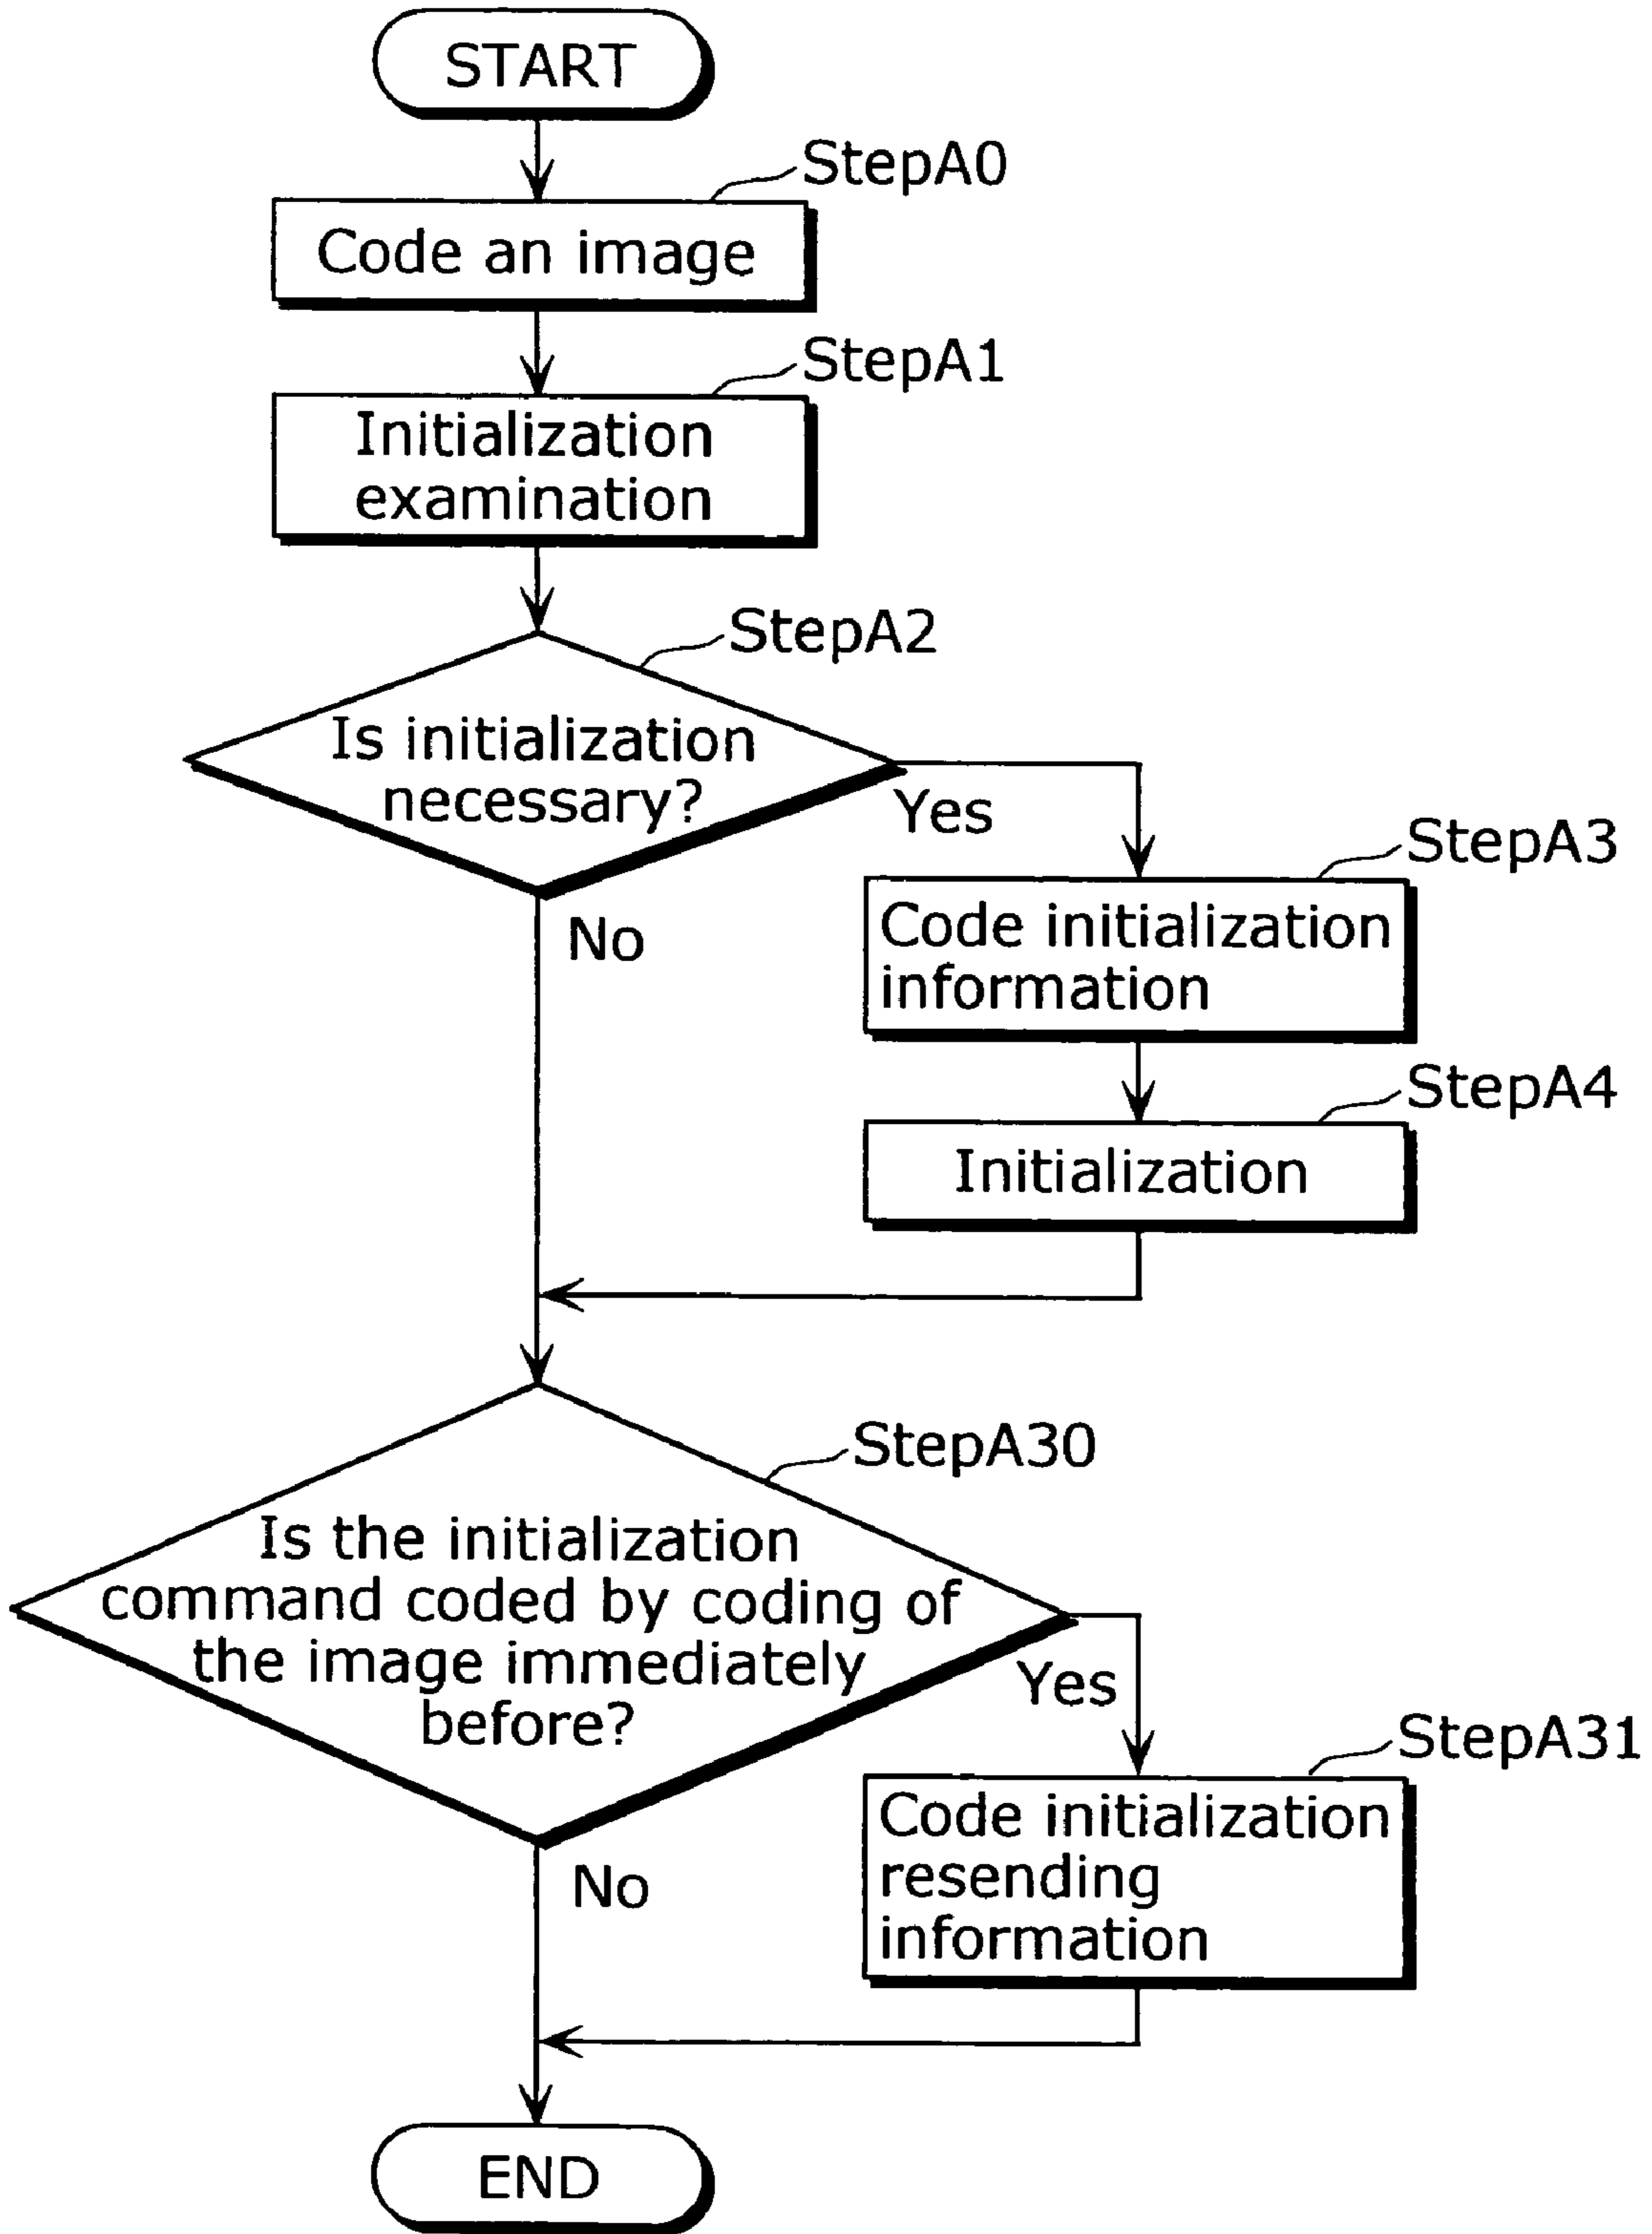 START
StepA0
Code an image
StepA1
Initialization
examination
StepA2
Is initialization
necessary?
Yes
No
StepA3
Code initialization
information
StepA4
Initialization
StepA30
Is the initialization
command coded by coding of
the image immediately
before?
Yes
No
StepA31
Code initialization
resending
information
END